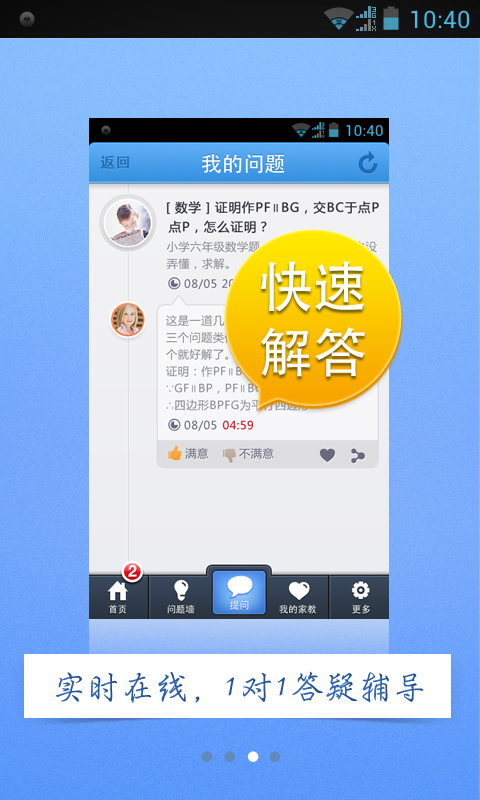 10:40
10:40
返回
我的问题
[ 数学 ] 证明作PF॥BG，交BC于点P
点P，怎么证明？
小学六年级数学题
没
弄懂，求解。
08/05 20
快速
解答
这是一道几
三个问题类
个就好解了。
证明：作PF॥B
∵GF॥BP，PF॥B
∴四边形BPFG为平行四边形
08/05 04:59
满意
不满意
2
首页
问题墙
提问
我的家教
更多
实时在线，1对1答疑辅导